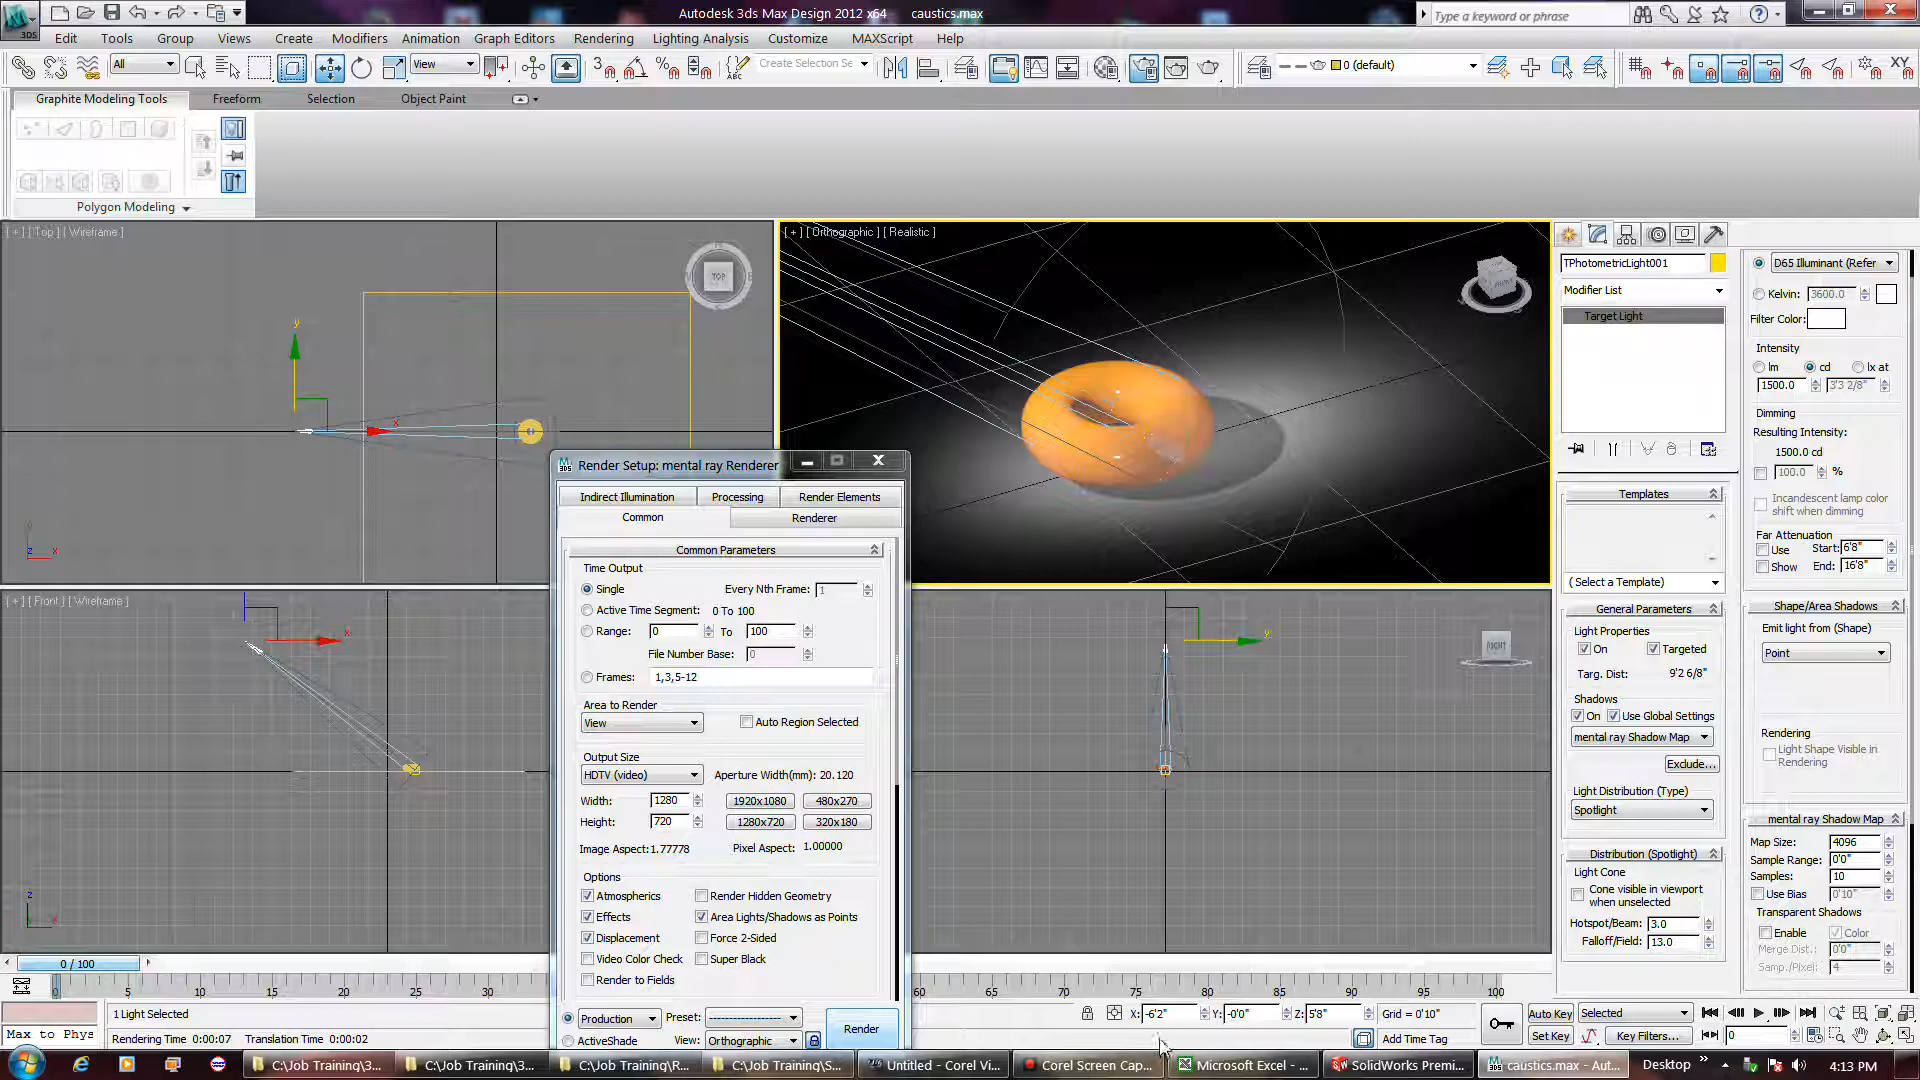 Autodesk 3ds Max Design 2012 x64 caustics.max
Type a keyword or phrase
Edit Tools Group Views Create Modifiers Animation Graph Editors Rendering Lighting Analysis Customize MAXScript Help
All View 3 Create Selection Se 0 (default) XY
Graphite Modeling Tools Freeform Selection Object Paint
Polygon Modeling
[ + ] [ Top ] [ Wireframe ]
TOP
[ + ] [ Orthographic ] [ Realistic ]
FRONT
[ + ] [ Front ] [ Wireframe ]
RIGHT
Render Setup: mental ray Renderer
Indirect Illumination Processing Render Elements
Common Renderer
Common Parameters
Time Output
Single Every Nth Frame: 1
Active Time Segment: 0 To 100
Range: 0 To 100
File Number Base: 0
Frames: 1,3,5-12
Area to Render
View Auto Region Selected
Output Size
HDTV (video) Aperture Width(mm): 20.120
Width: 1280 1920x1080 480x270
Height: 720 1280x720 320x180
Image Aspect: 1.77778 Pixel Aspect: 1.00000
Options
Atmospherics Render Hidden Geometry
Effects Area Lights/Shadows as Points
Displacement Force 2-Sided
Video Color Check Super Black
Render to Fields
Production Preset: -------------------- Render
ActiveShade View: Orthographic
TPhotometricLight001
Modifier List
Target Light
Templates
(Select a Template)
General Parameters
Light Properties
On Targeted
Targ. Dist: 9'2 6/8"
Shadows
On Use Global Settings
mental ray Shadow Map
Exclude...
Light Distribution (Type)
Spotlight
Distribution (Spotlight)
Light Cone
Cone visible in viewport
when unselected
Hotspot/Beam: 3.0
Falloff/Field: 13.0
D65 Illuminant (Refer
Kelvin: 3600.0
Filter Color:
Intensity
lm cd lx at
1500.0 3'3 2/8"
Dimming
Resulting Intensity:
1500.0 cd
100.0 %
Incandescent lamp color
shift when dimming
Far Attenuation
Use Start: 6'8"
Show End: 16'8"
Shape/Area Shadows
Emit light from (Shape)
Point
Rendering
Light Shape Visible in
Rendering
mental ray Shadow Map
Map Size: 4096
Sample Range: 0'0"
Samples: 10
Use Bias 0'10"
Transparent Shadows
Enable Color
Merge Dist.: 0'0"
Samp./Pixel: 4
0 / 100
0 5 10 15 20 25 30 60 65 70 75 80 85 90 95 100
1 Light Selected X: -6'2" Y: -0'0" Z: 5'8" Grid = 0'10" Auto Key Selected
Max to Phys Rendering Time 0:00:07 Translation Time 0:00:02 Add Time Tag Set Key Key Filters... 0
C:\Job Training\3... C:\Job Training\3... C:\Job Training\R... C:\Job Training\S... Untitled - Corel Vi... Corel Screen Cap... Microsoft Excel - ... SolidWorks Premi... caustics.max - Aut... Desktop 4:13 PM